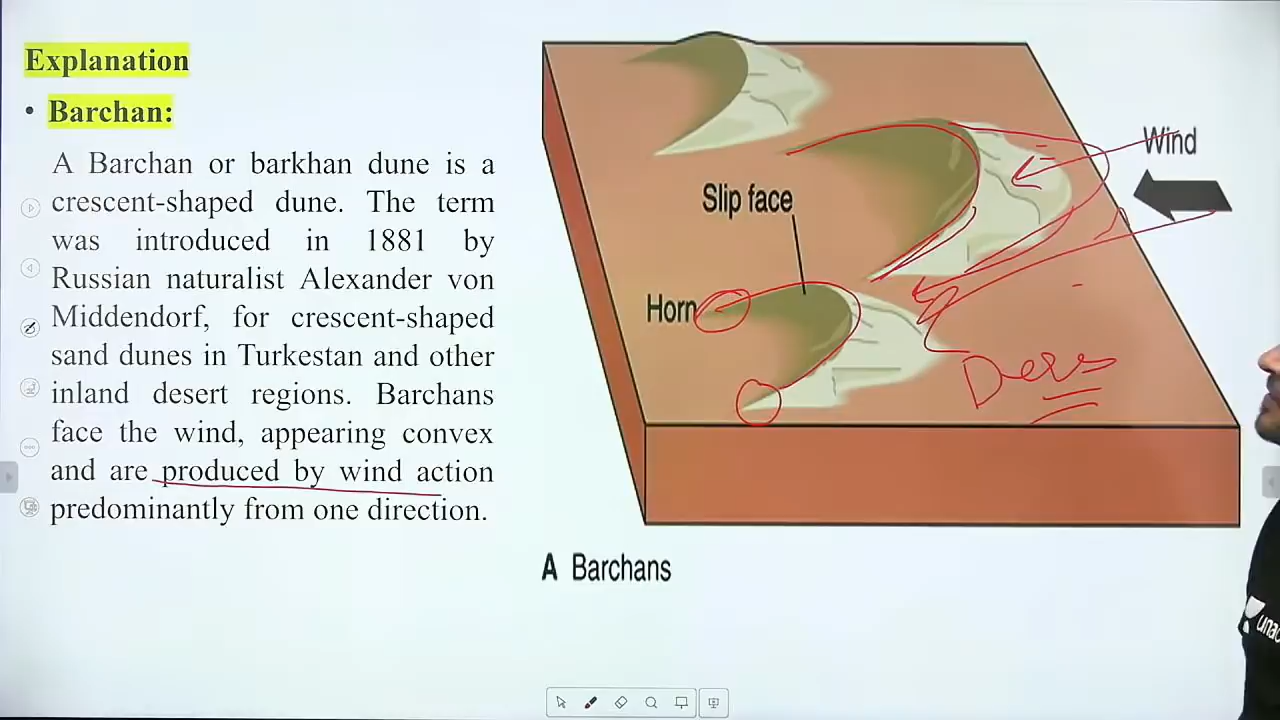 Explanation
• Barchan:
A Barchan or barkhan dune is a
crescent-shaped dune. The term
was introduced in 1881 by
Russian naturalist Alexander von
Middendorf, for crescent-shaped
sand dunes in Turkestan and other
inland desert regions. Barchans
face the wind, appearing convex
and are produced by wind action
predominantly from one direction.
Wind
Slip face
Horn
A Barchans